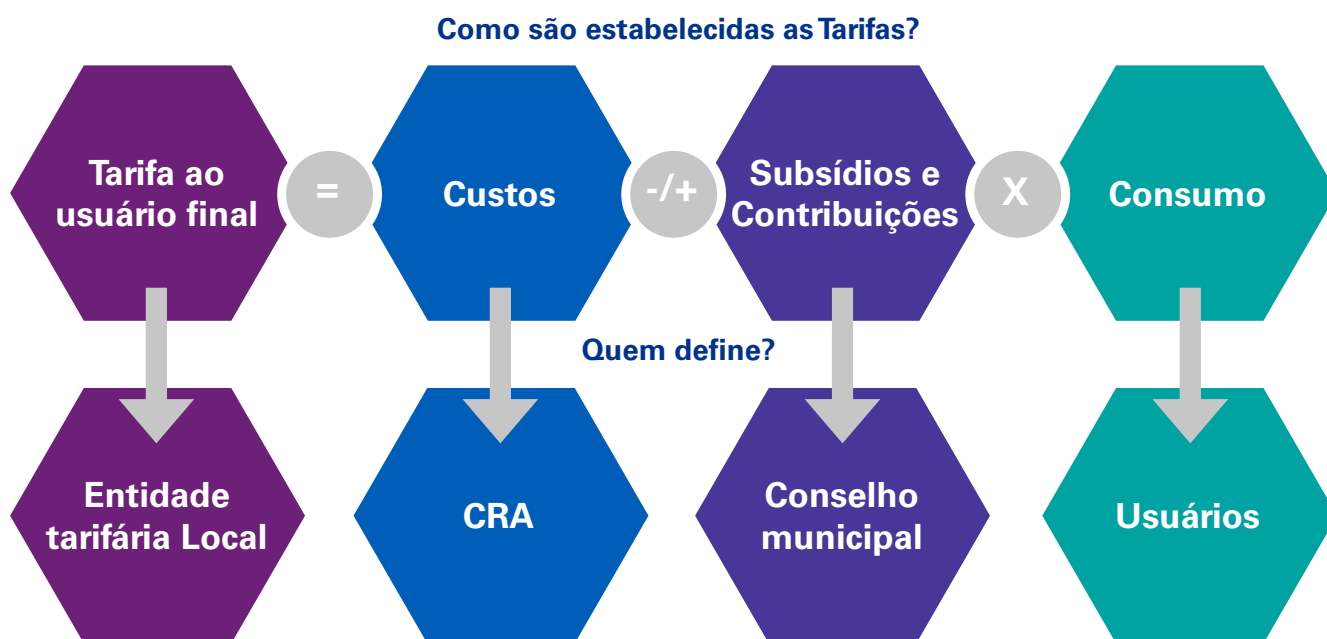 Como são estabelecidas as Tarifas?
Tarifa ao
usuário final
=
Custos
-/+
Subsídios e
Contribuições
X
Consumo
Quem define?
Entidade
tarifária Local
CRA
Conselho
municipal
Usuários